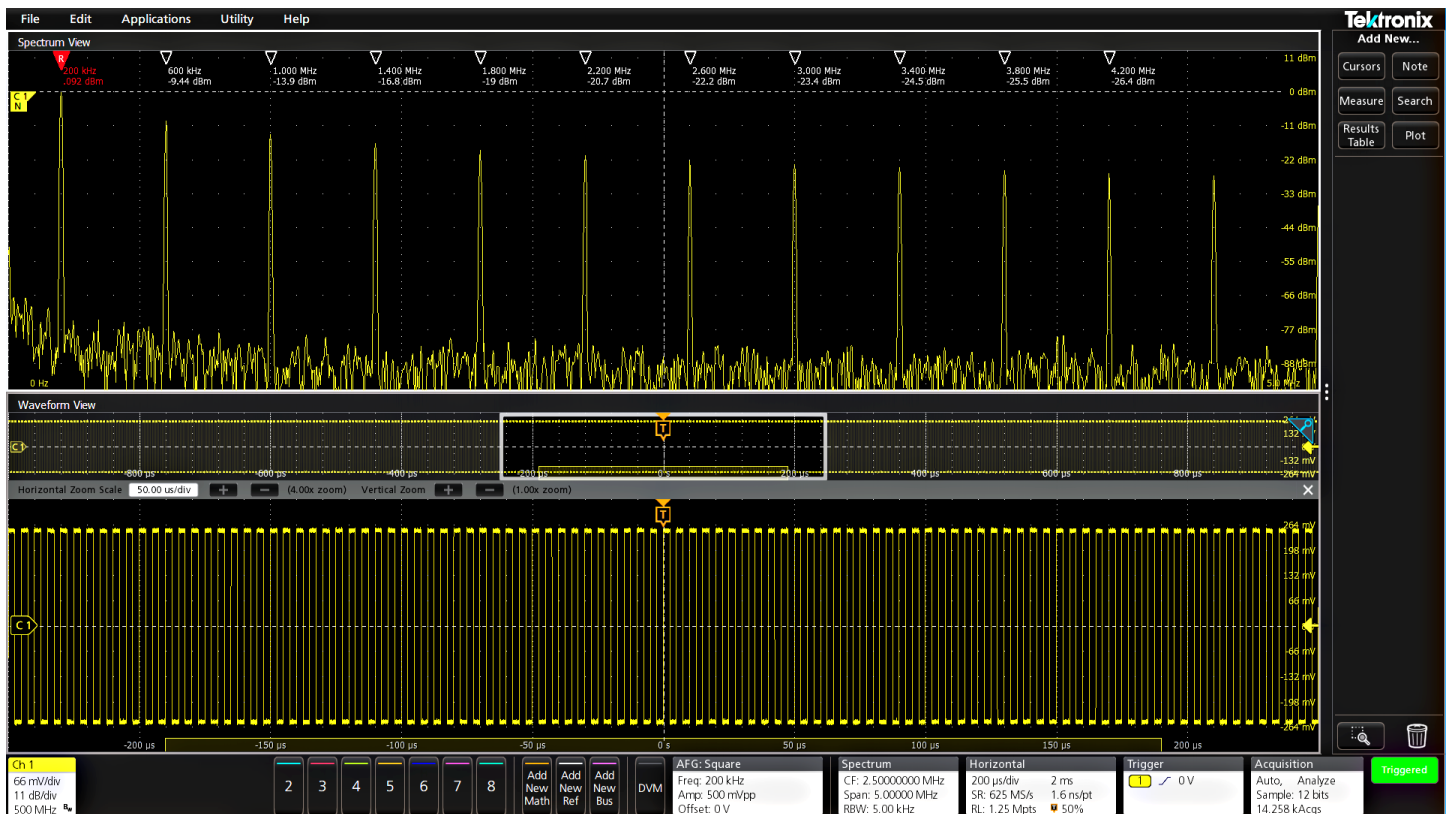 File Edit Applications Utility Help
Tektronix
Add New...
Spectrum View
R
200 kHz 600 kHz 1.000 MHz 1.400 MHz 1.800 MHz 2.200 MHz 2.600 MHz 3.000 MHz 3.400 MHz 3.800 MHz 4.200 MHz
.092 dBm -9.44 dBm -13.9 dBm -16.8 dBm -19 dBm -20.7 dBm -22.2 dBm -23.4 dBm -24.5 dBm -25.5 dBm -26.4 dBm
11 dBm
C 1
N
0 dBm
-11 dBm
-22 dBm
-33 dBm
-44 dBm
-55 dBm
-66 dBm
-77 dBm
-88 dBm
0 Hz
Cursors Note
Measure Search
Results Table Plot
Waveform View
T
C 1
132
-132 mV
-264 mV
-800 µs -600 µs -400 µs -200 µs 0 s 200 µs 400 µs 600 µs 800 µs
Horizontal Zoom Scale 50.00 us/div + − (4.00x zoom) Vertical Zoom + − (1.00x zoom) ✕
T
264 mV
198 mV
132 mV
66 mV
C 1
-66 mV
-132 mV
-198 mV
-264 mV
-200 µs -150 µs -100 µs -50 µs 0 s 50 µs 100 µs 150 µs 200 µs
Ch 1
66 mV/div
11 dB/div
500 MHz Bw
2 3 4 5 6 7 8
Add New Math
Add New Ref
Add New Bus
DVM
AFG: Square
Freq: 200 kHz
Amp: 500 mVpp
Offset: 0 V
Spectrum
CF: 2.50000000 MHz
Span: 5.00000 MHz
RBW: 5.00 kHz
Horizontal
200 µs/div 2 ms
SR: 625 MS/s 1.6 ns/pt
RL: 1.25 Mpts 50%
Trigger
1 0 V
Acquisition
Auto, Analyze
Sample: 12 bits
14.258 kAcqs
Triggered